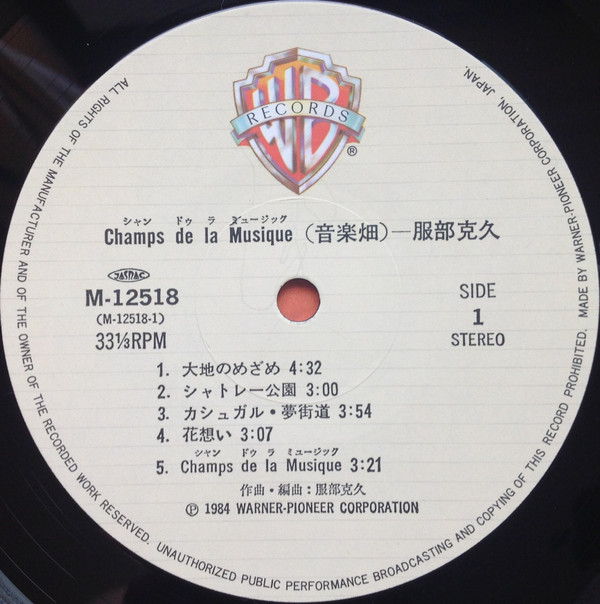 WB
RECORDS
®
シャン ドゥ ラ ミュージック
Champs de la Musique (音楽畑)—服部克久
JASRAC
M-12518
(M-12518-1)
33⅓RPM
SIDE
1
STEREO
1. 大地のめざめ 4:32
2. シャトレー公園 3:00
3. カシュガル・夢街道 3:54
4. 花想い 3:07
シャン ドゥ ラ ミュージック
5. Champs de la Musique 3:21
作曲・編曲:服部克久
Ⓟ 1984 WARNER-PIONEER CORPORATION
ALL RIGHTS OF THE MANUFACTURER AND OF THE OWNER OF THE RECORDED WORK RESERVED. UNAUTHORIZED PUBLIC PERFORMANCE BROADCASTING AND COPYING OF THIS RECORD PROHIBITED. MADE BY WARNER-PIONEER CORPORATION, JAPAN.